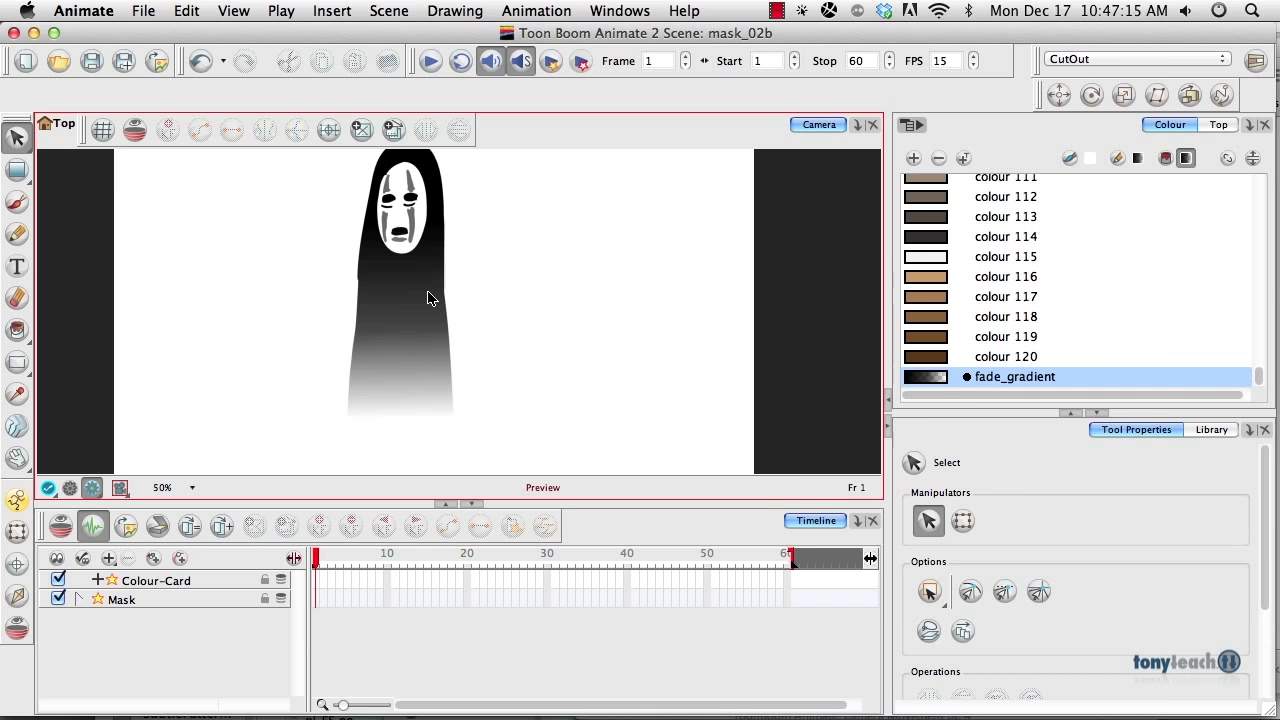 Animate File Edit View Play Insert Scene Drawing Animation Windows Help Mon Dec 17 10:47:15 AM
Toon Boom Animate 2 Scene: mask_02b
Frame 1 Start 1 Stop 60 FPS 15 CutOut
Top Camera
Colour Top
colour 111
colour 112
colour 113
colour 114
colour 115
colour 116
colour 117
colour 118
colour 119
colour 120
fade_gradient
Tool Properties Library
Select
Manipulators
Options
Operations
50% Preview Fr 1
Timeline
10 20 30 40 50 60
Colour-Card
Mask
tonyteach